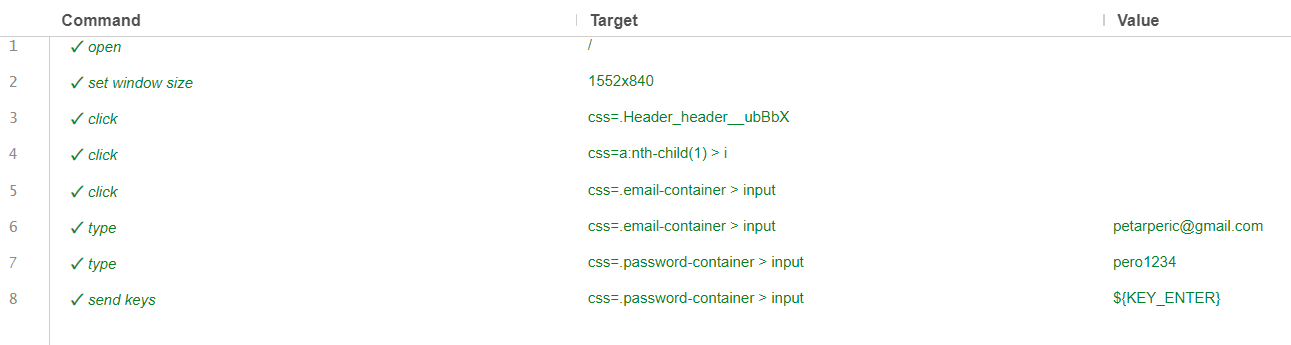 Command Target Value
1 ✓ open /
2 ✓ set window size 1552x840
3 ✓ click css=.Header_header__ubBbX
4 ✓ click css=a:nth-child(1) > i
5 ✓ click css=.email-container > input
6 ✓ type css=.email-container > input petarperic@gmail.com
7 ✓ type css=.password-container > input pero1234
8 ✓ send keys css=.password-container > input ${KEY_ENTER}